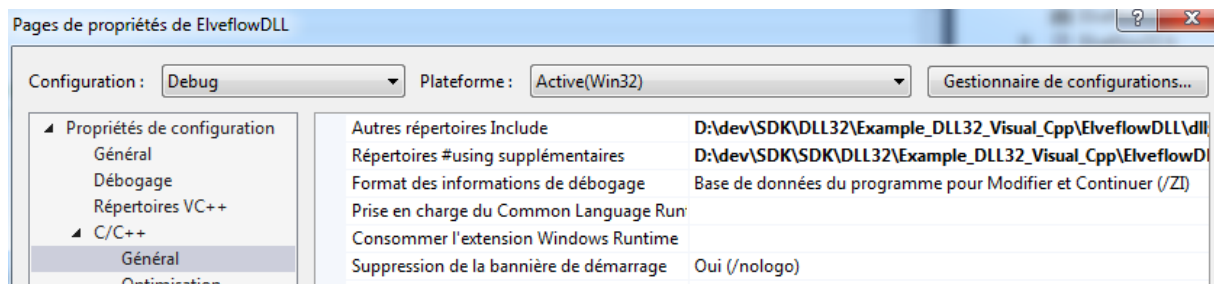 Pages de propriétés de ElveflowDLL
Configuration : Debug Plateforme : Active(Win32) Gestionnaire de configurations...
Propriétés de configuration
Général
Débogage
Répertoires VC++
C/C++
Général
Optimisation
Autres répertoires Include D:\dev\SDK\DLL32\Example_DLL32_Visual_Cpp\ElveflowDLL\dll
Répertoires #using supplémentaires D:\dev\SDK\SDK\DLL32\Example_DLL32_Visual_Cpp\ElveflowDl
Format des informations de débogage Base de données du programme pour Modifier et Continuer (/ZI)
Prise en charge du Common Language Run
Consommer l'extension Windows Runtime
Suppression de la bannière de démarrage Oui (/nologo)